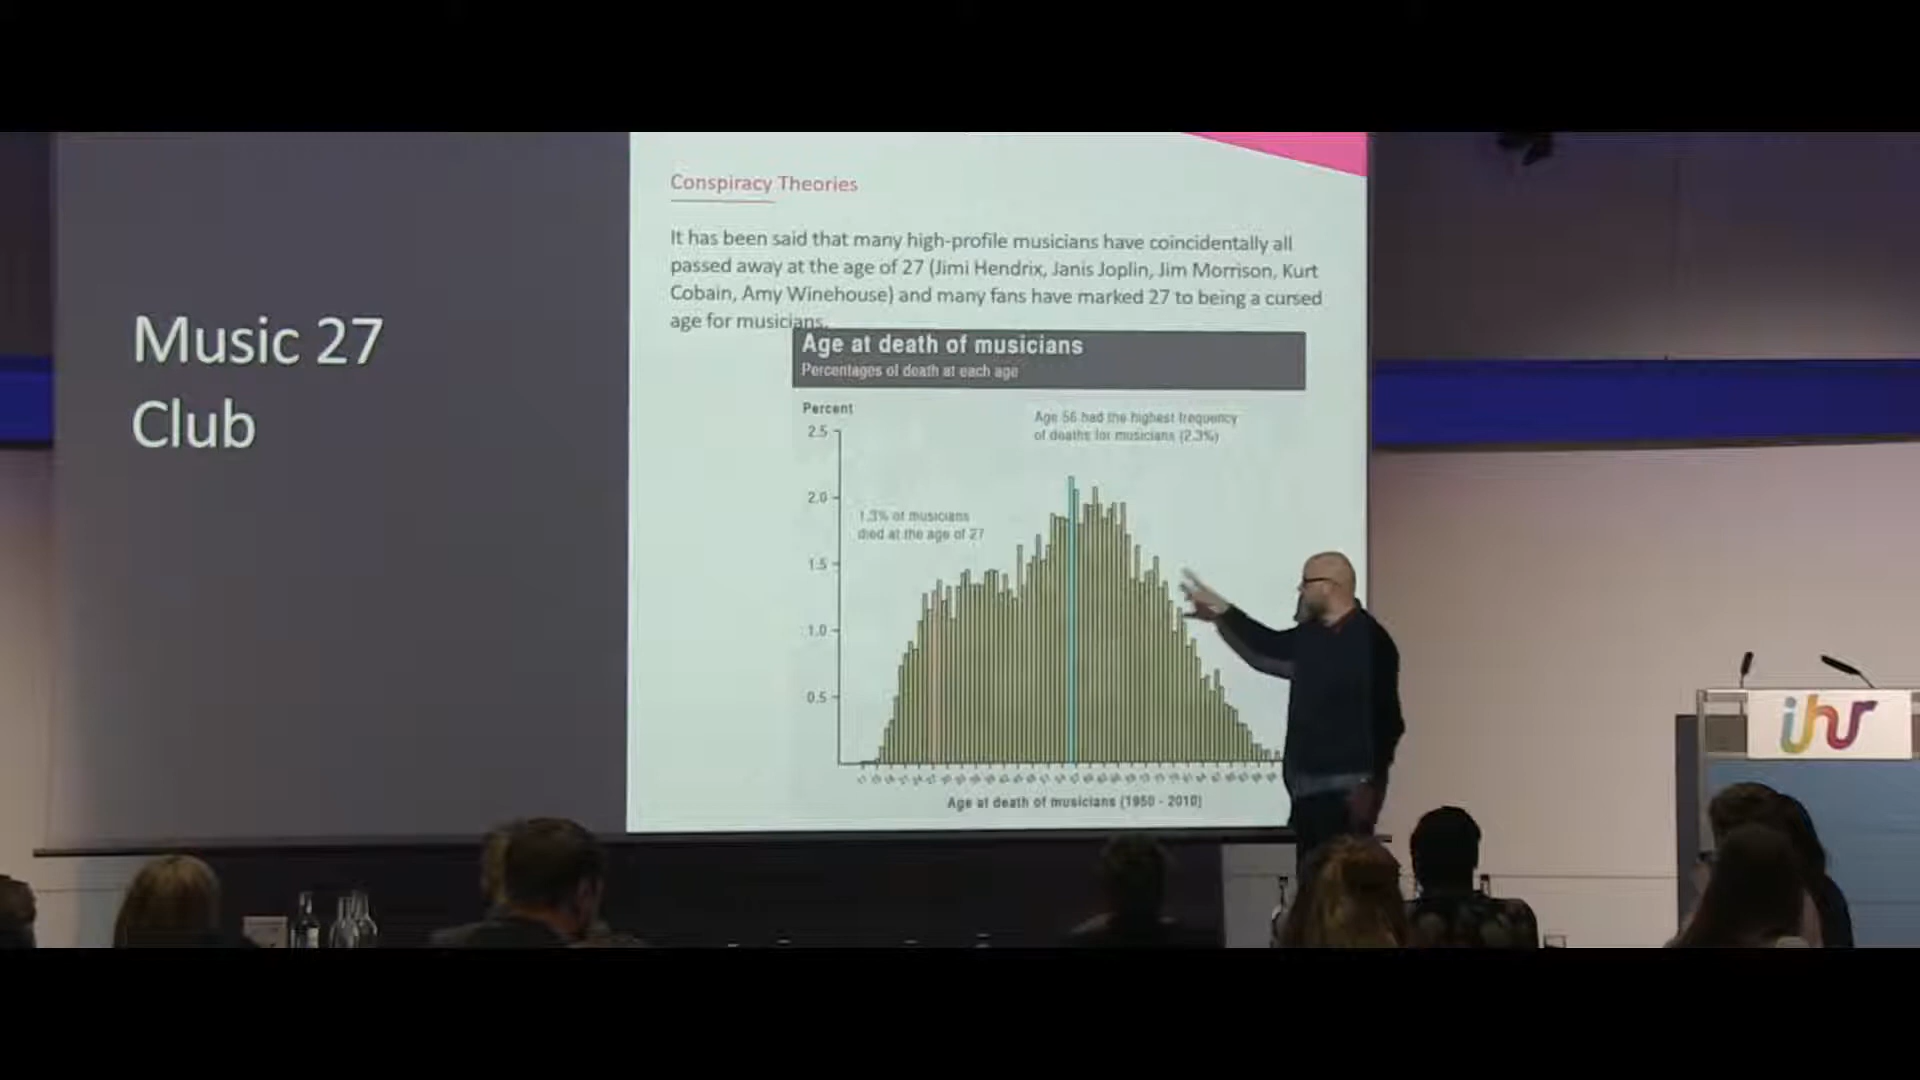 Music 27
Club
Conspiracy Theories
It has been said that many high-profile musicians have coincidentally all
passed away at the age of 27 (Jimi Hendrix, Janis Joplin, Jim Morrison, Kurt
Cobain, Amy Winehouse) and many fans have marked 27 to being a cursed
age for musicians.
Age at death of musicians
Percentages of death at each age
Percent
Age 56 had the highest frequency
of deaths for musicians (2.3%)
2.5
2.0
1.3% of musicians
died at the age of 27
1.5
1.0
0.5
Age at death of musicians (1950 - 2010)
ihr